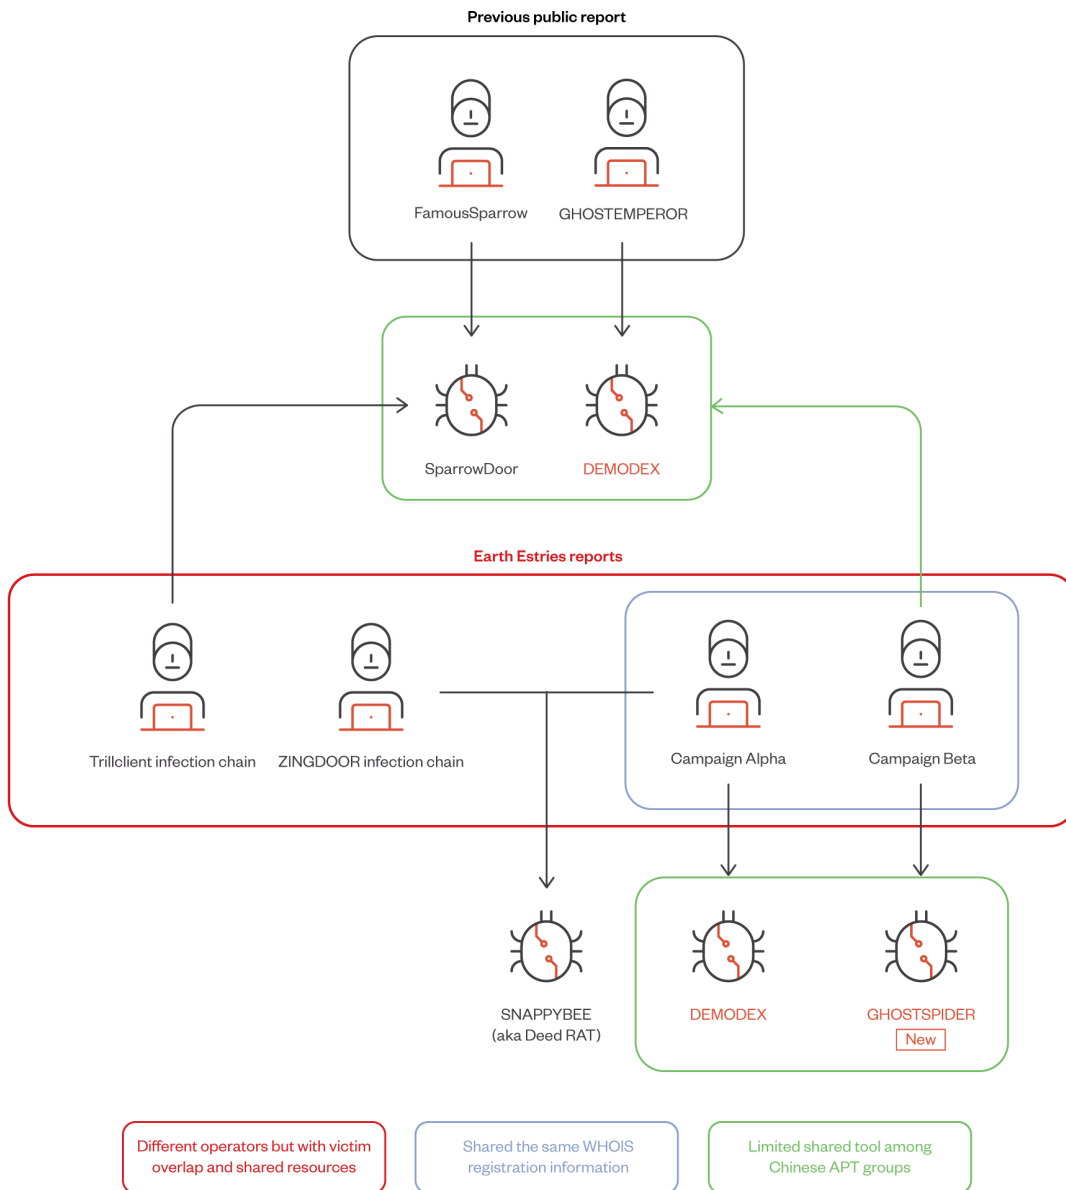 Previous public report
FamousSparrow
GHOSTEMPEROR
SparrowDoor
DEMODEX
Earth Estries reports
Trillclient infection chain
ZINGDOOR infection chain
Campaign Alpha
Campaign Beta
SNAPPYBEE
(aka Deed RAT)
DEMODEX
GHOSTSPIDER
New
Different operators but with victim
overlap and shared resources
Shared the same WHOIS
registration information
Limited shared tool among
Chinese APT groups